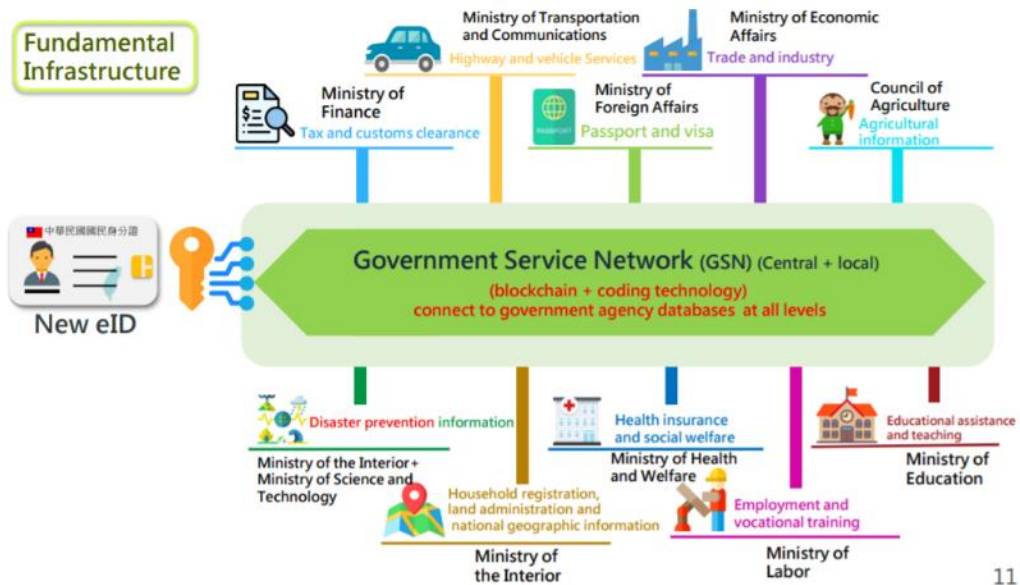 Fundamental
Infrastructure
Ministry of Transportation
and Communications
Highway and vehicle Services
Ministry of Economic
Affairs
Trade and industry
Ministry of
Finance
Tax and customs clearance
PASSPORT
Ministry of
Foreign Affairs
Passport and visa
Council of
Agriculture
Agricultural
information
中華民國國民身分證
New eID
Government Service Network (GSN) (Central + local)
(blockchain + coding technology)
connect to government agency databases at all levels
Disaster prevention information
Ministry of the Interior+
Ministry of Science and
Technology
Household registration,
land administration and
national geographic information
Ministry of
the Interior
Health insurance
and social welfare
Ministry of Health
and Welfare
Employment and
vocational training
Ministry of
Labor
Educational assistance
and teaching
Ministry of
Education
11